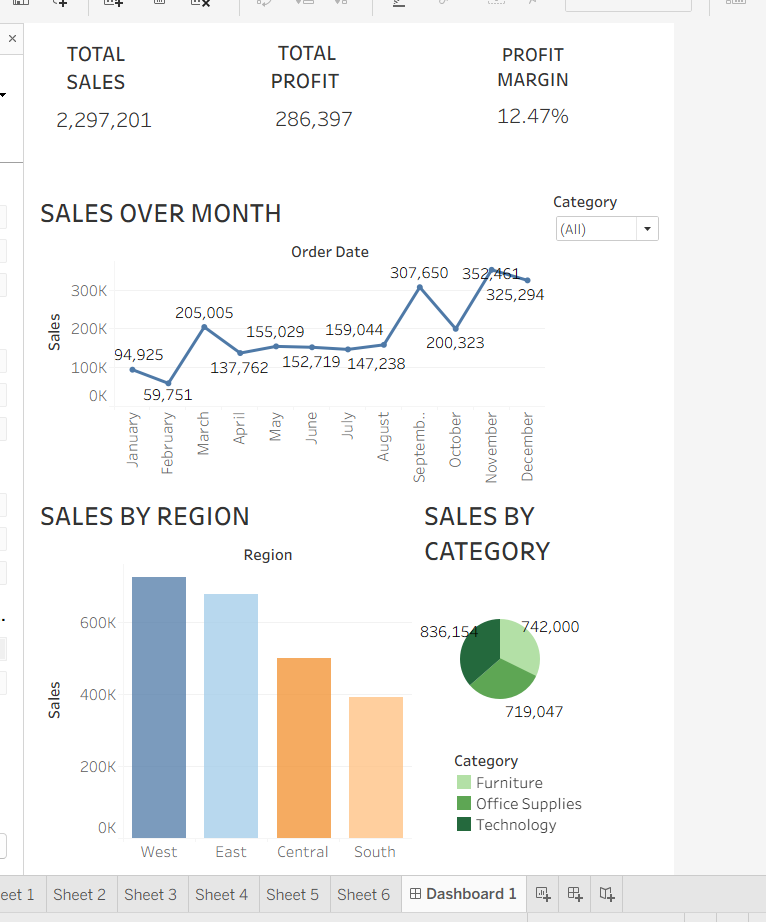 TOTAL
SALES
2,297,201
TOTAL
PROFIT
286,397
PROFIT
MARGIN
12.47%
SALES OVER MONTH
Category
(All)
Order Date
Sales
300K
200K
100K
0K
94,925
59,751
205,005
137,762
155,029
152,719
159,044
147,238
307,650
200,323
352,461
325,294
January
February
March
April
May
June
July
August
Septemb..
October
November
December
SALES BY REGION
Region
Sales
600K
400K
200K
0K
West
East
Central
South
SALES BY
CATEGORY
836,154
742,000
719,047
Category
Furniture
Office Supplies
Technology
eet 1
Sheet 2
Sheet 3
Sheet 4
Sheet 5
Sheet 6
Dashboard 1